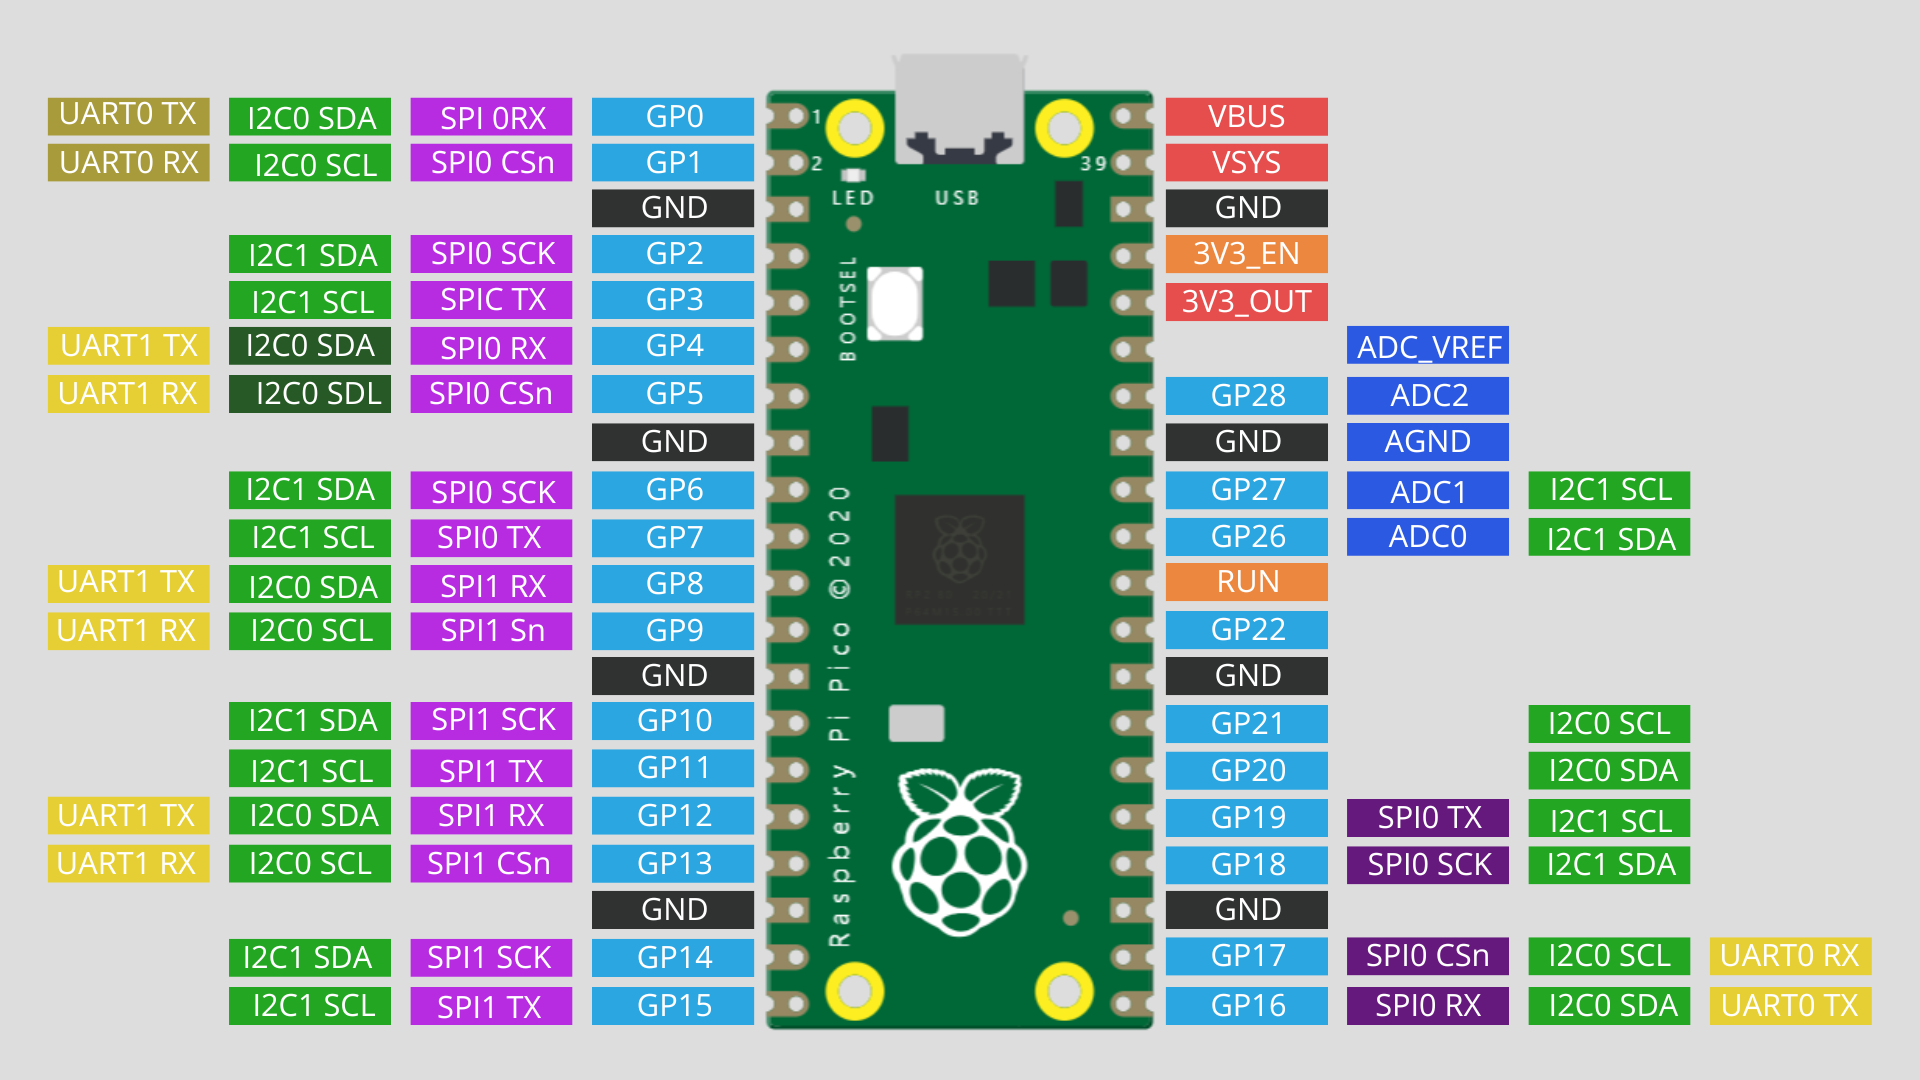 UART0 TX I2C0 SDA SPI 0RX GP0 1 VBUS
UART0 RX I2C0 SCL SPI0 CSn GP1 2 39 VSYS
LED USB
GND GND
I2C1 SDA SPI0 SCK GP2 3V3_EN
I2C1 SCL SPIC TX GP3 3V3_OUT
BOOTSEL
UART1 TX I2C0 SDA SPI0 RX GP4 ADC_VREF
UART1 RX I2C0 SDL SPI0 CSn GP5 GP28 ADC2
GND GND AGND
I2C1 SDA SPI0 SCK GP6 GP27 ADC1 I2C1 SCL
I2C1 SCL SPI0 TX GP7 GP26 ADC0 I2C1 SDA
UART1 TX I2C0 SDA SPI1 RX GP8 RUN
UART1 RX I2C0 SCL SPI1 Sn GP9 GP22
GND GND
I2C1 SDA SPI1 SCK GP10 GP21 I2C0 SCL
I2C1 SCL SPI1 TX GP11 GP20 I2C0 SDA
UART1 TX I2C0 SDA SPI1 RX GP12 GP19 SPI0 TX I2C1 SCL
UART1 RX I2C0 SCL SPI1 CSn GP13 GP18 SPI0 SCK I2C1 SDA
GND GND
I2C1 SDA SPI1 SCK GP14 GP17 SPI0 CSn I2C0 SCL UART0 RX
I2C1 SCL SPI1 TX GP15 GP16 SPI0 RX I2C0 SDA UART0 TX
Raspberry Pi Pico ©2020